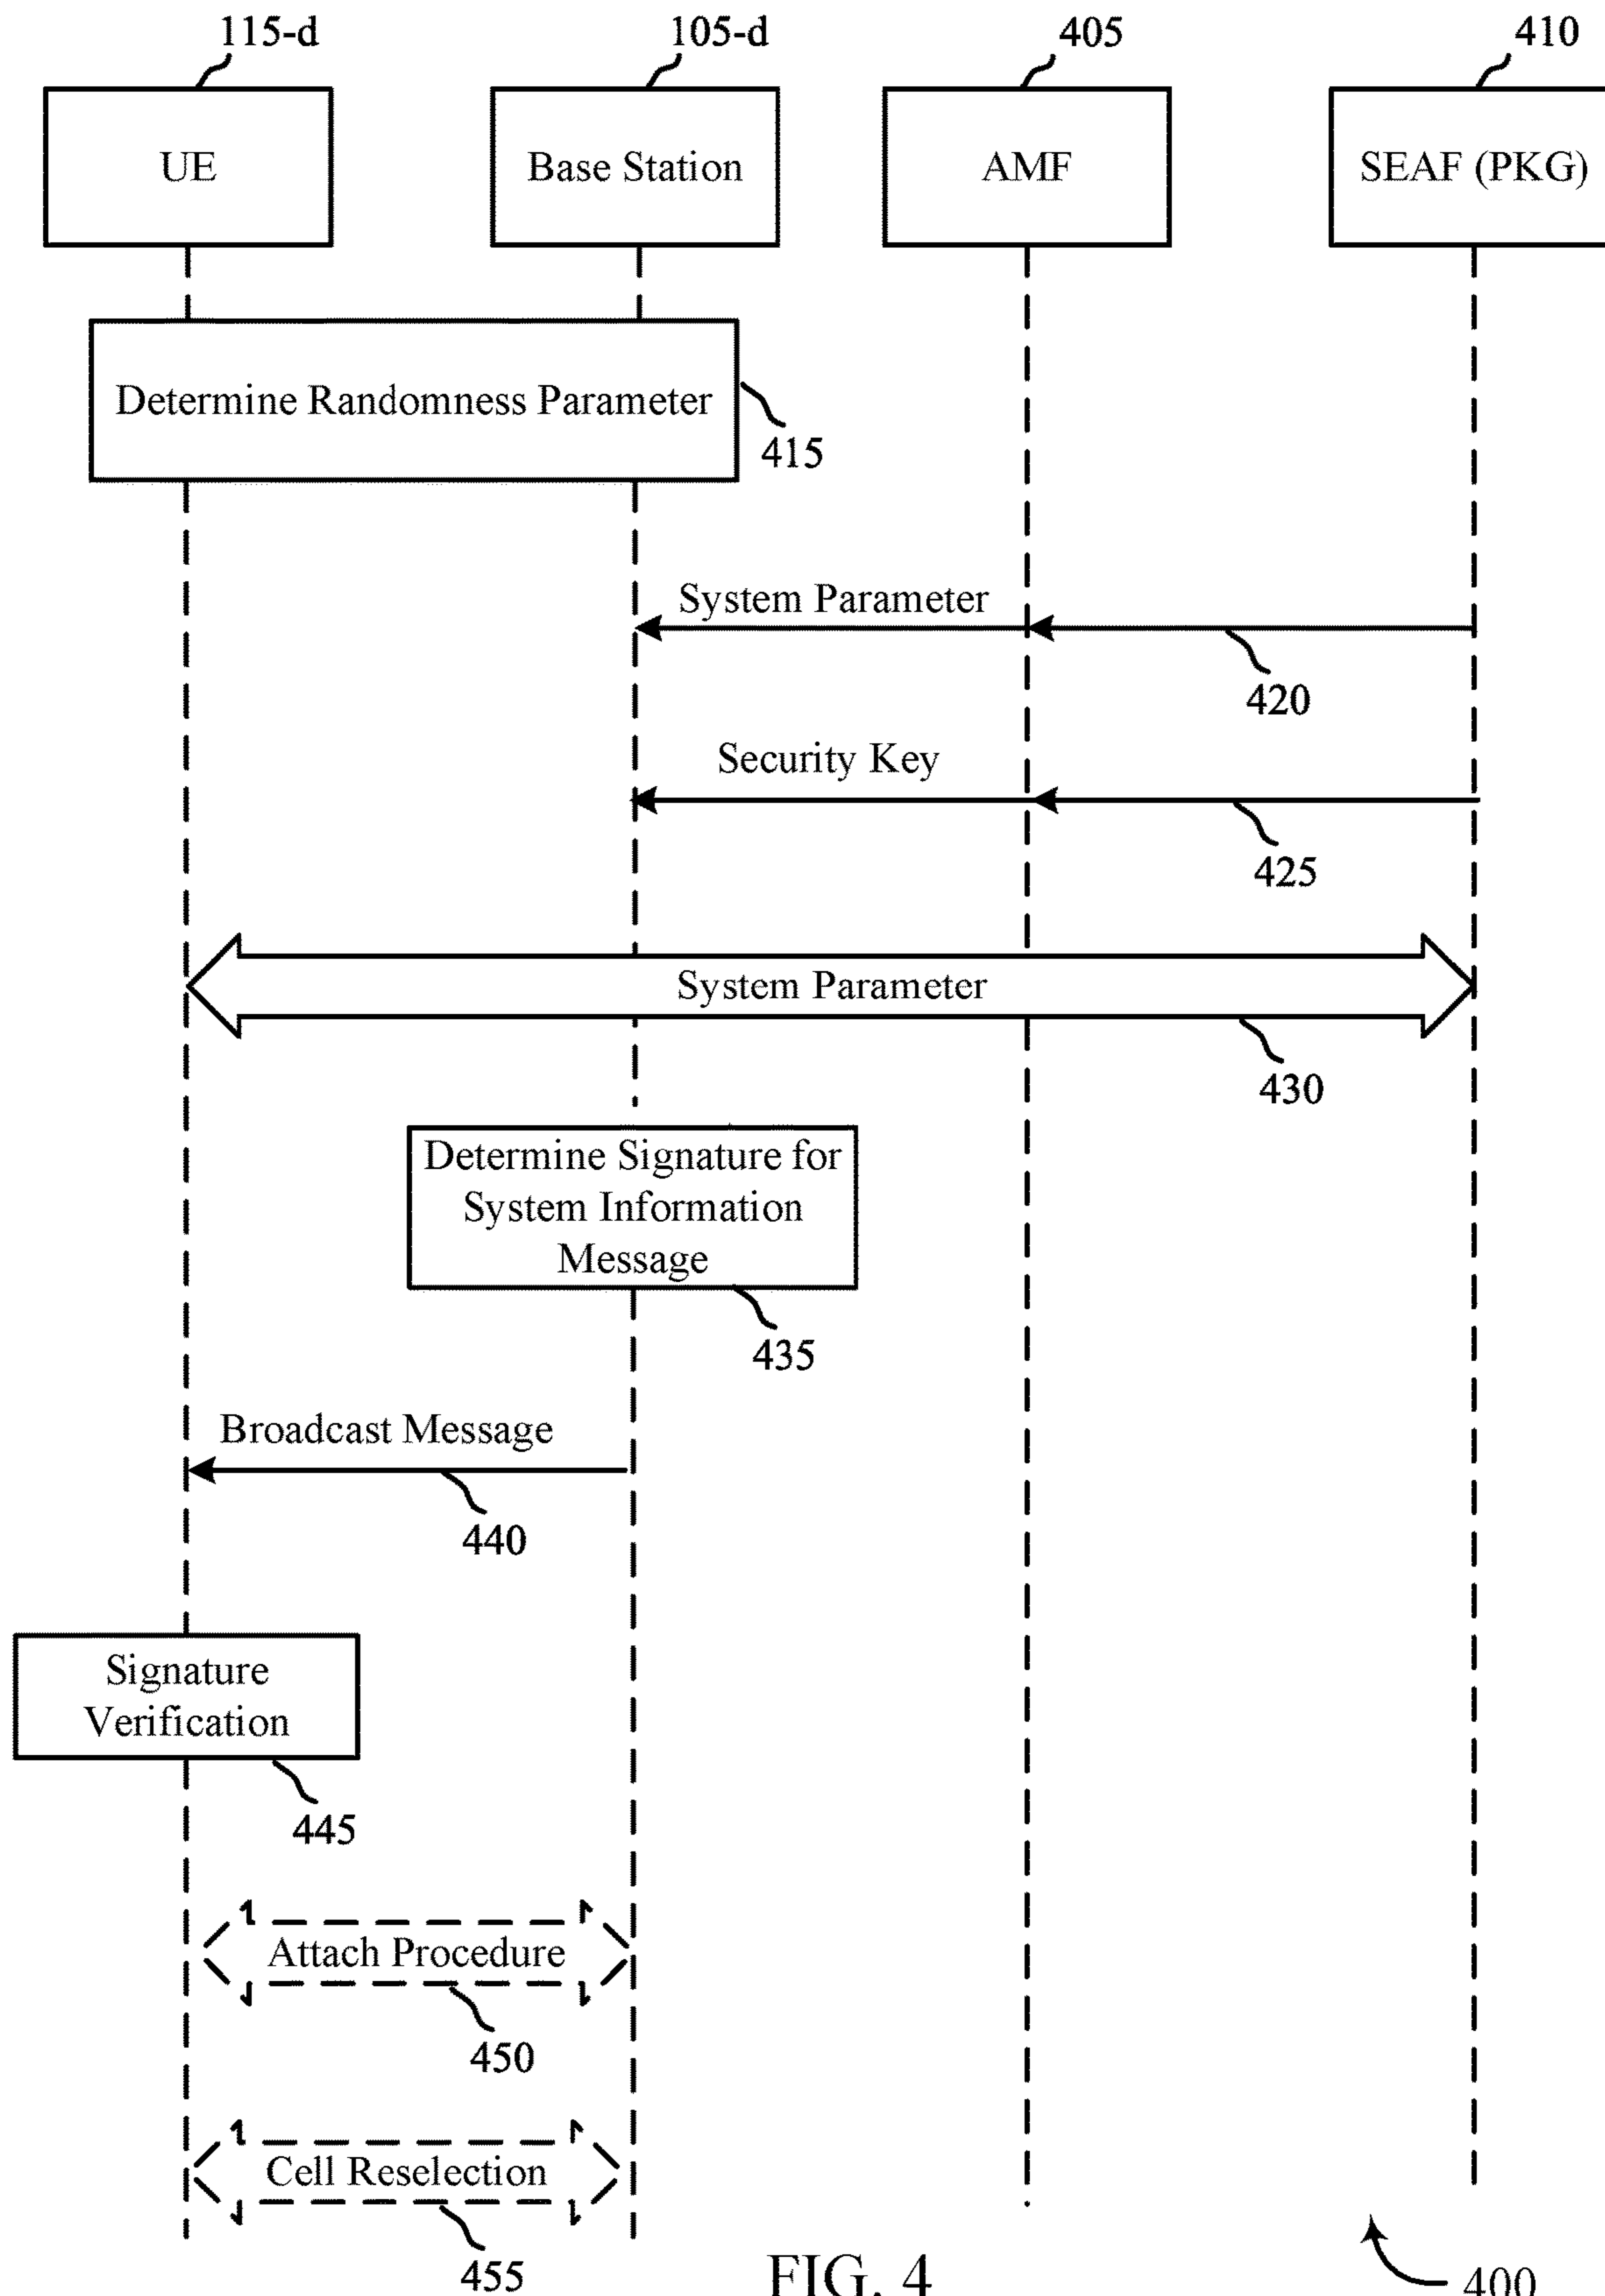 115-d
105-d
405
410
UE
Base Station
AMF
SEAF (PKG)
Determine Randomness Parameter
415
System Parameter
420
Security Key
425
System Parameter
430
Determine Signature for
System Information
Message
435
Broadcast Message
440
Signature
Verification
445
Attach Procedure
450
Cell Reselection
455
FIG. 4
400